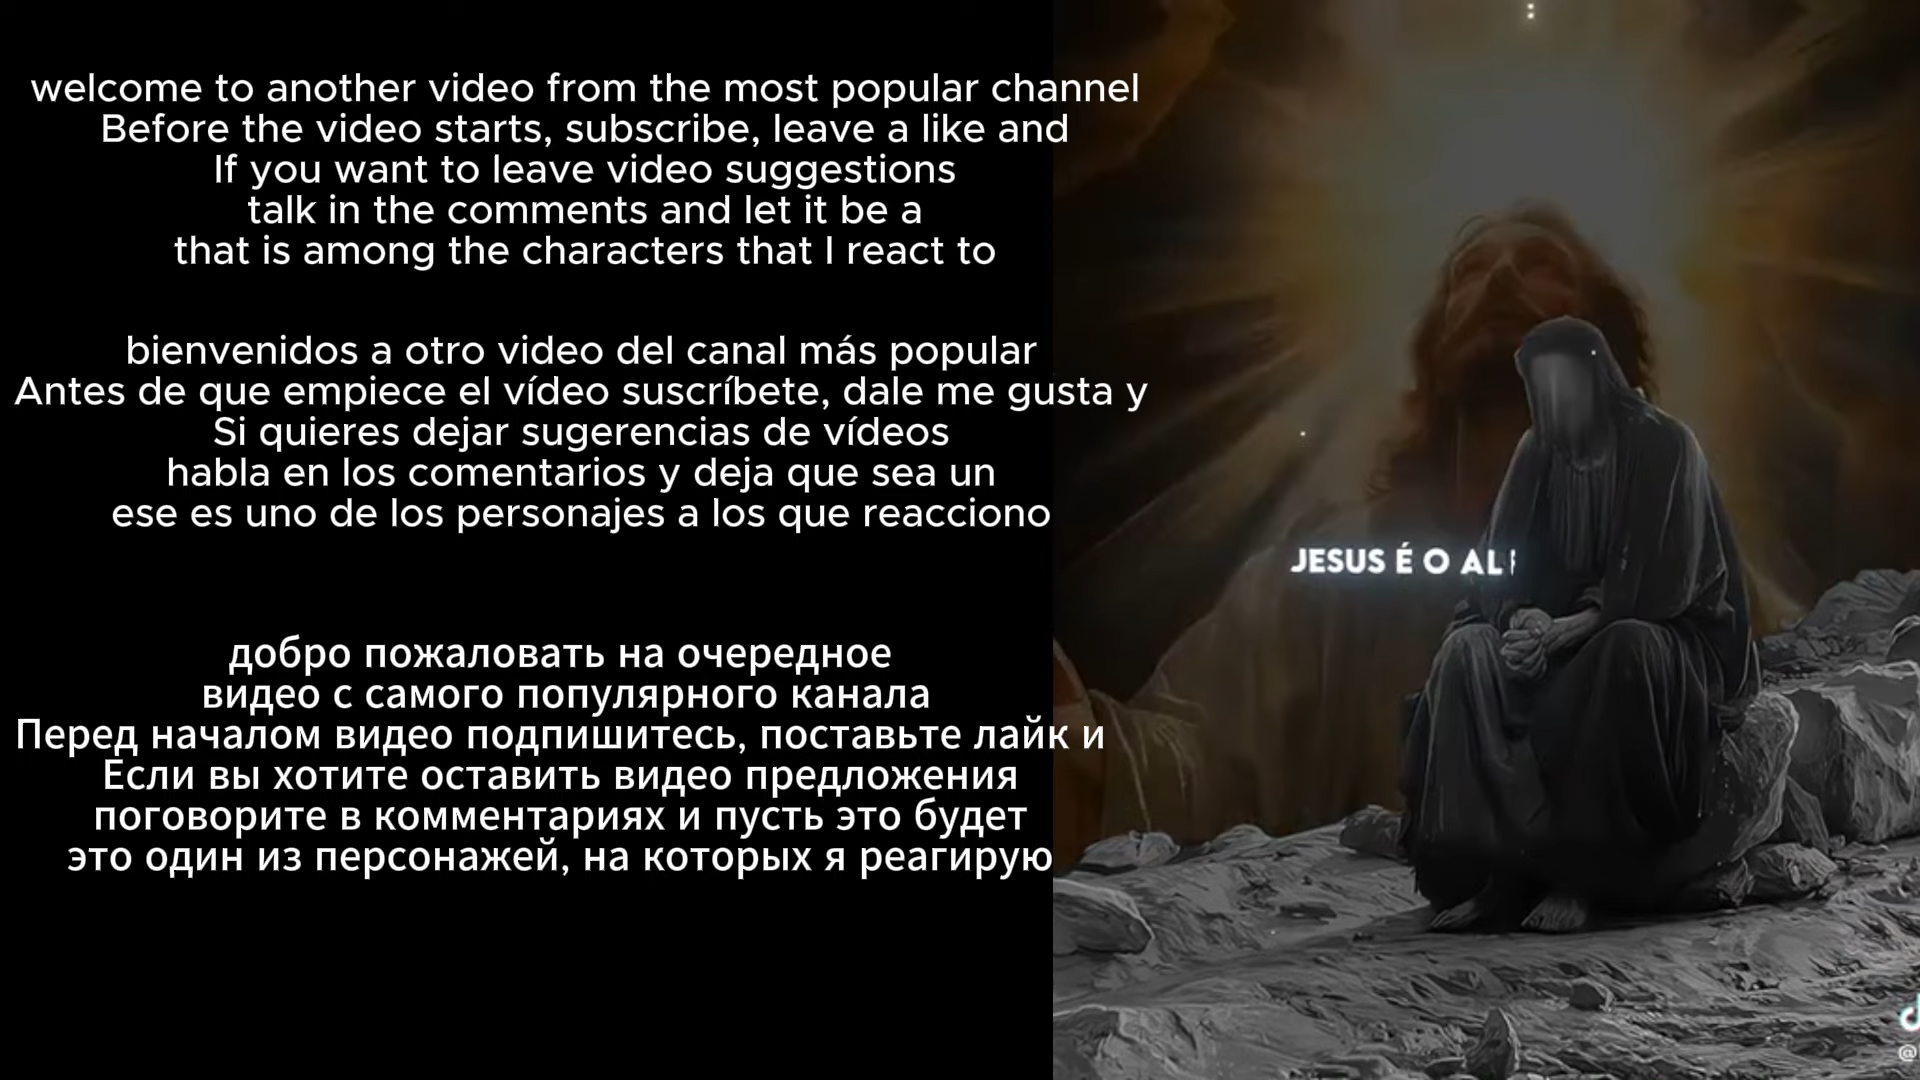 welcome to another video from the most popular channel
Before the video starts, subscribe, leave a like and
If you want to leave video suggestions
talk in the comments and let it be a
that is among the characters that I react to
bienvenidos a otro video del canal más popular
Antes de que empiece el vídeo suscríbete, dale me gusta y
Si quieres dejar sugerencias de vídeos
habla en los comentarios y deja que sea un
ese es uno de los personajes a los que reacciono
добро пожаловать на очередное
видео с самого популярного канала
Перед началом видео подпишитесь, поставьте лайк и
Если вы хотите оставить видео предложения
поговорите в комментариях и пусть это будет
это один из персонажей, на которых я реагирую
JESUS É O AL
@